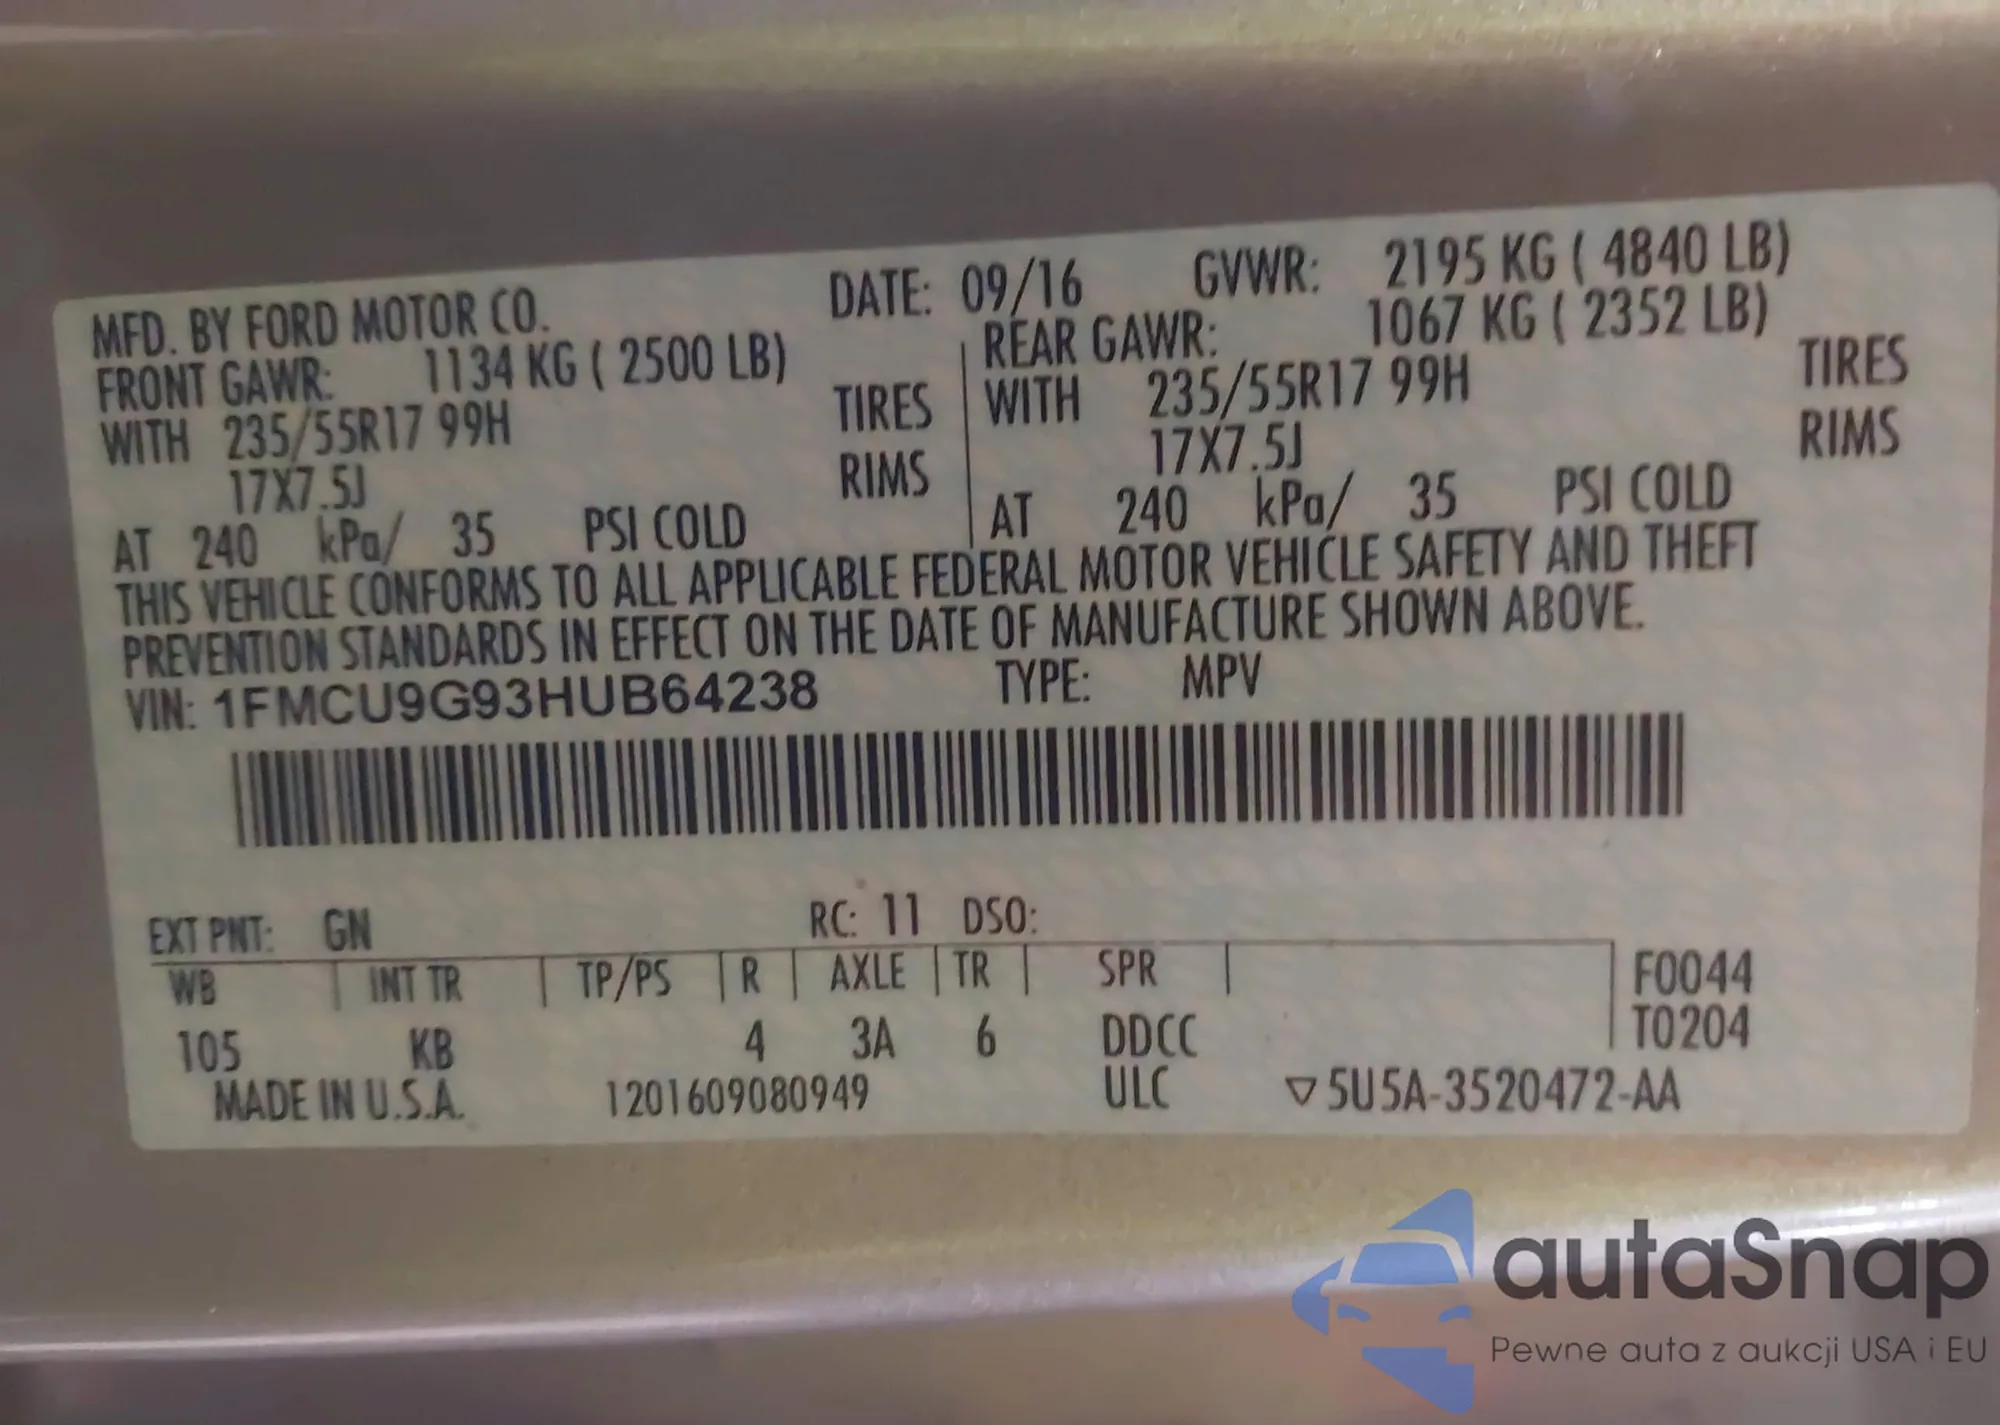 MFD. BY FORD MOTOR CO. DATE: 09/16 GVWR: 2195 KG ( 4840 LB)
FRONT GAWR: 1134 KG ( 2500 LB) REAR GAWR: 1067 KG ( 2352 LB)
WITH 235/55R17 99H TIRES WITH 235/55R17 99H TIRES
17X7.5J RIMS 17X7.5J RIMS
AT 240 kPa/ 35 PSI COLD AT 240 kPa/ 35 PSI COLD
THIS VEHICLE CONFORMS TO ALL APPLICABLE FEDERAL MOTOR VEHICLE SAFETY AND THEFT
PREVENTION STANDARDS IN EFFECT ON THE DATE OF MANUFACTURE SHOWN ABOVE.
VIN: 1FMCU9G93HUB64238 TYPE: MPV
EXT PNT: GN RC: 11 DSO:
WB INT TR TP/PS R AXLE TR SPR F0044
105 KB 4 3A 6 DDCC T0204
MADE IN U.S.A. 1201609080949 ULC ▽5U5A-3520472-AA
autaSnap
Pewne auta z aukcji USA i EU